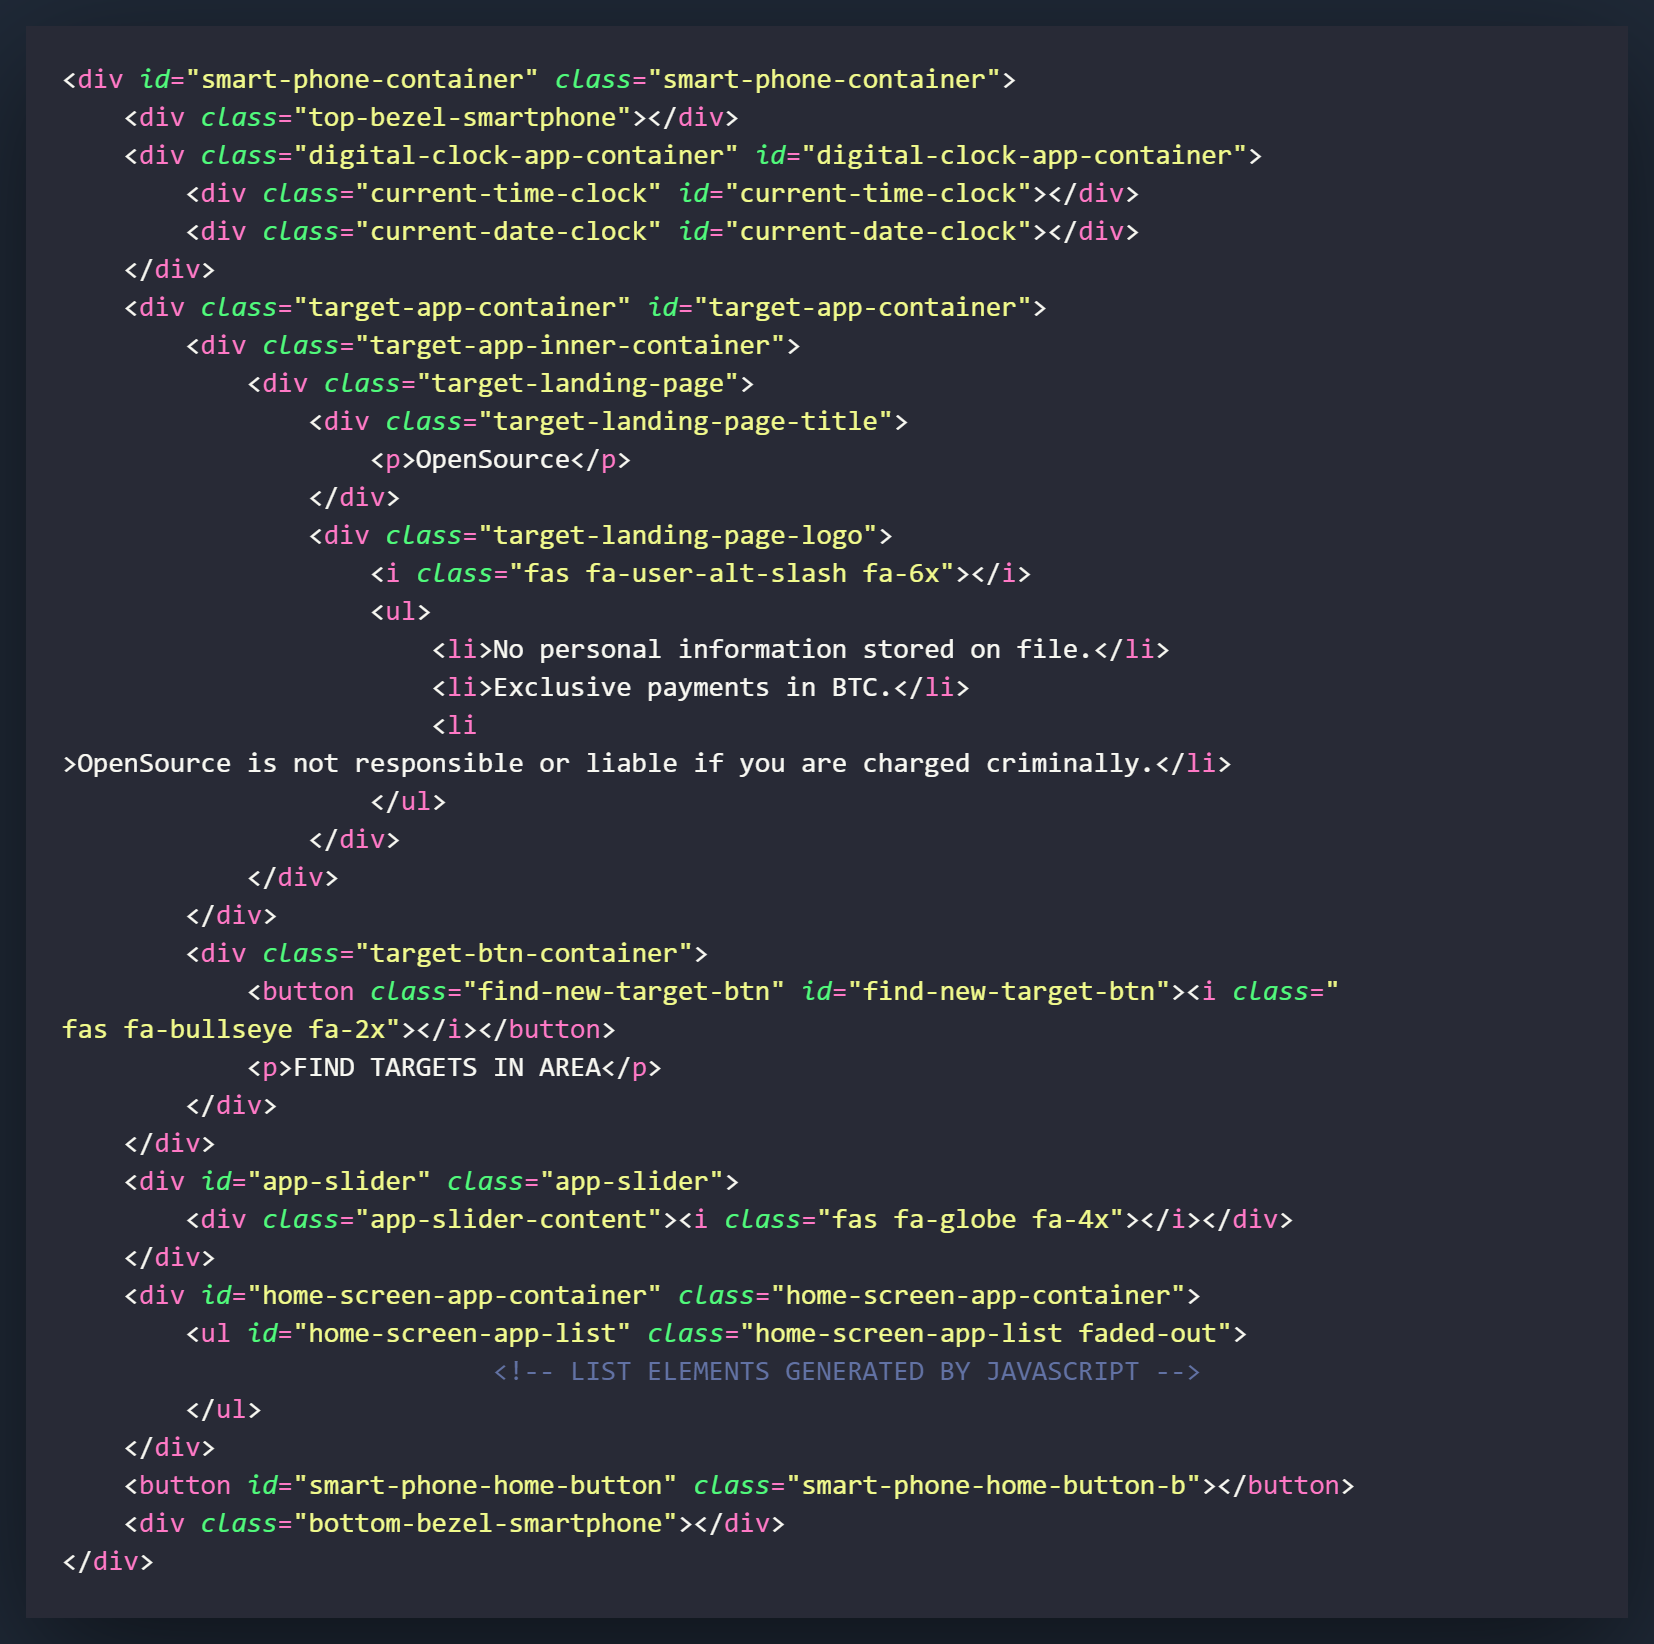 <div id="smart-phone-container" class="smart-phone-container">
    <div class="top-bezel-smartphone"></div>
    <div class="digital-clock-app-container" id="digital-clock-app-container">
        <div class="current-time-clock" id="current-time-clock"></div>
        <div class="current-date-clock" id="current-date-clock"></div>
    </div>
    <div class="target-app-container" id="target-app-container">
        <div class="target-app-inner-container">
            <div class="target-landing-page">
                <div class="target-landing-page-title">
                    <p>OpenSource</p>
                </div>
                <div class="target-landing-page-logo">
                    <i class="fas fa-user-alt-slash fa-6x"></i>
                    <ul>
                        <li>No personal information stored on file.</li>
                        <li>Exclusive payments in BTC.</li>
                        <li
>OpenSource is not responsible or liable if you are charged criminally.</li>
                    </ul>
                </div>
            </div>
        </div>
        <div class="target-btn-container">
            <button class="find-new-target-btn" id="find-new-target-btn"><i class="
fas fa-bullseye fa-2x"></i></button>
            <p>FIND TARGETS IN AREA</p>
        </div>
    </div>
    <div id="app-slider" class="app-slider">
        <div class="app-slider-content"><i class="fas fa-globe fa-4x"></i></div>
    </div>
    <div id="home-screen-app-container" class="home-screen-app-container">
        <ul id="home-screen-app-list" class="home-screen-app-list faded-out">
                            <!-- LIST ELEMENTS GENERATED BY JAVASCRIPT -->
        </ul>
    </div>
    <button id="smart-phone-home-button" class="smart-phone-home-button-b"></button>
    <div class="bottom-bezel-smartphone"></div>
</div>